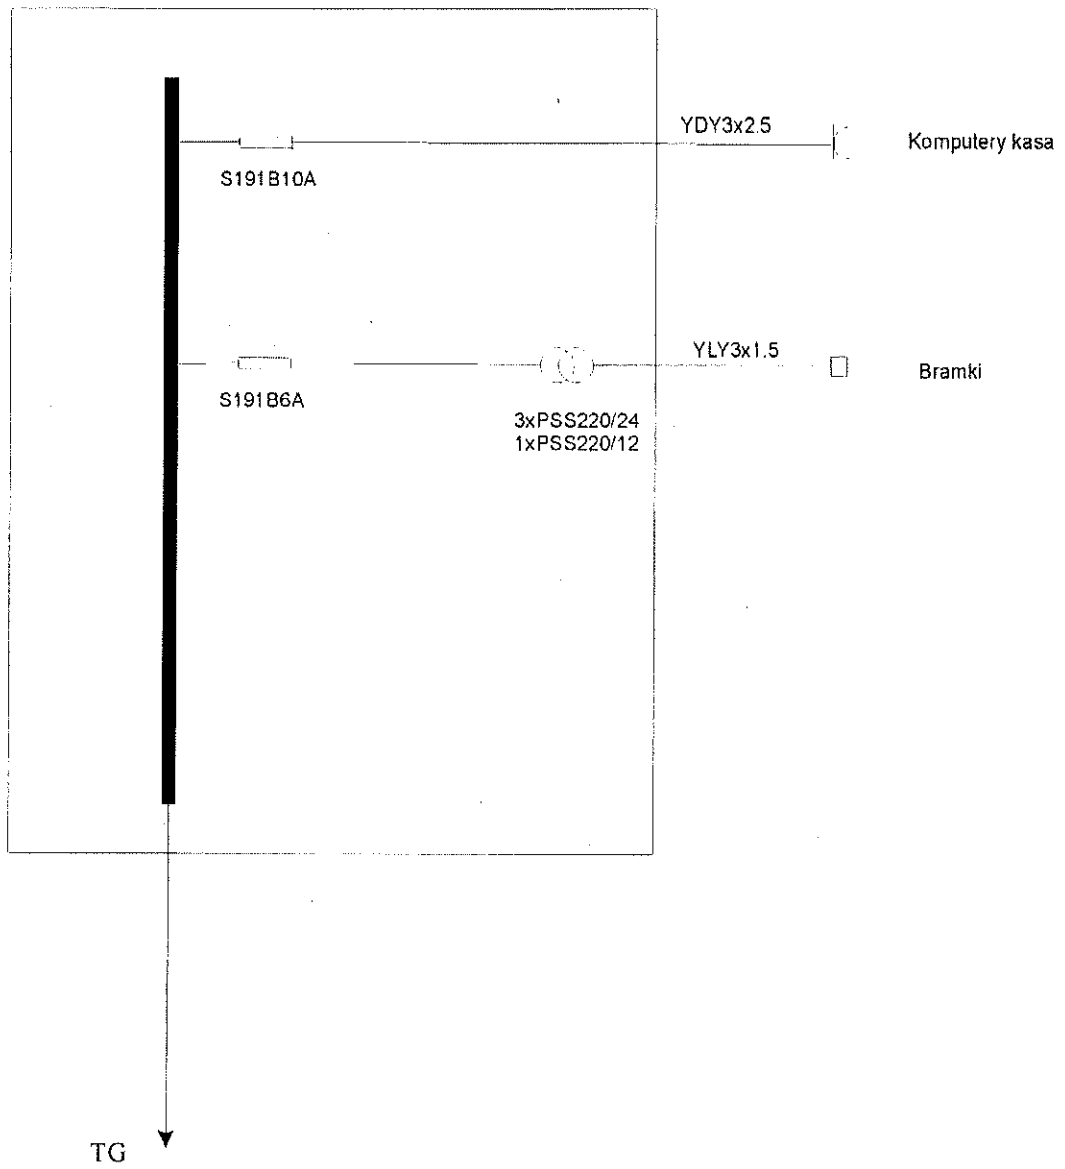 YDY3x2.5
Komputery kasa
S191B10A
YLY3x1.5
Bramki
S191B6A
3xPSS220/24
1xPSS220/12
TG